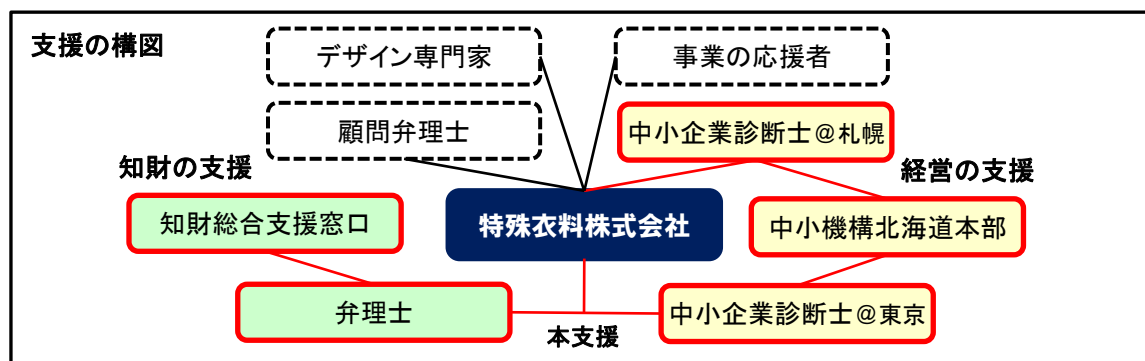 支援の構図
デザイン専門家
事業の応援者
顧問弁理士
中小企業診断士@札幌
知財の支援
経営の支援
知財総合支援窓口
特殊衣料株式会社
中小機構北海道本部
弁理士
中小企業診断士@東京
本支援